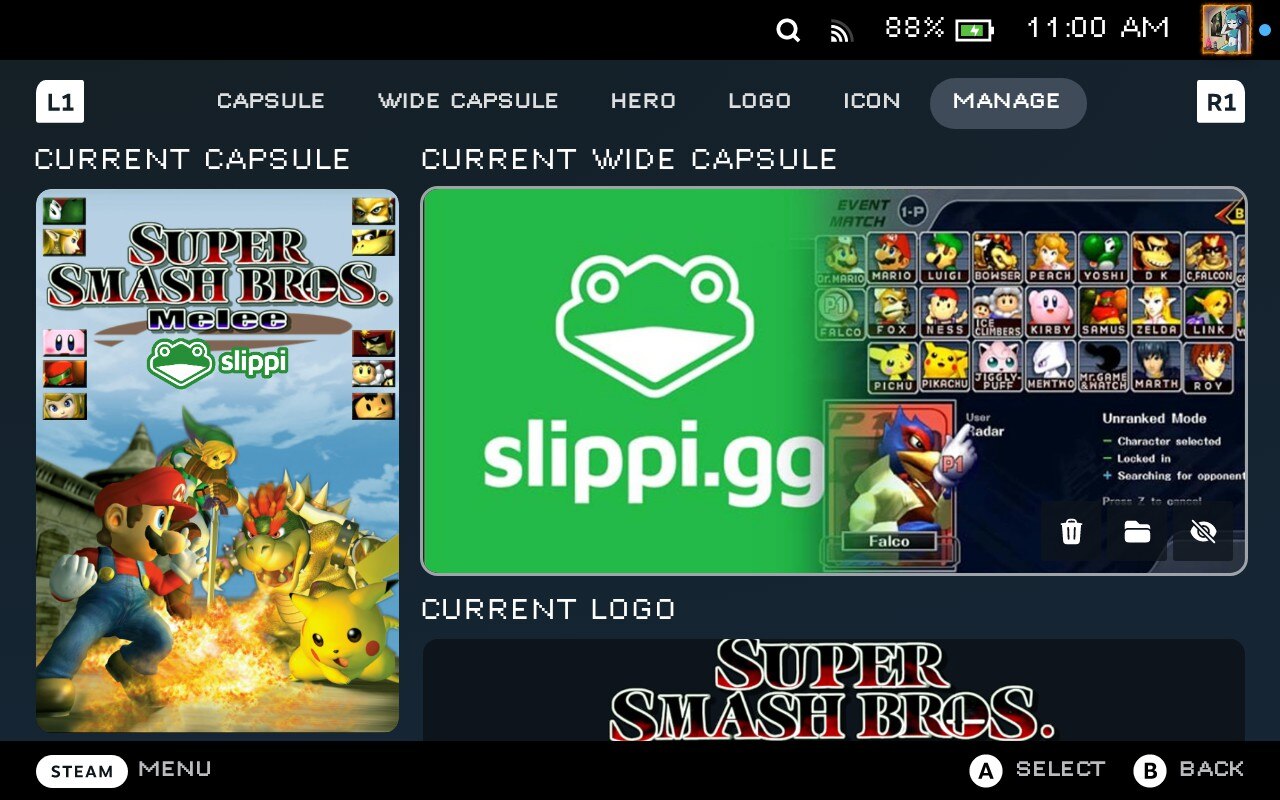 88% 11:00 AM
L1 CAPSULE WIDE CAPSULE HERO LOGO ICON MANAGE R1
CURRENT CAPSULE
SUPER
SMASH BROS.
Melee
slippi
CURRENT WIDE CAPSULE
slippi.gg
EVENT
MATCH
1-P
B
DR.MARIO MARIO LUIGI BOWSER PEACH YOSHI D K C.FALCON
P1
FALCO FOX NESS ICE CLIMBERS KIRBY SAMUS ZELDA LINK
PICHU PIKACHU JIGGLY-PUFF MEWTWO Mr.GAME &WATCH MARTH ROY
P1
User
Radar
P1
Falco
Unranked Mode
– Character selected
– Locked in
+ Searching for opponent
Press Z to cancel
CURRENT LOGO
SUPER
SMASH BROS.
STEAM MENU A SELECT B BACK